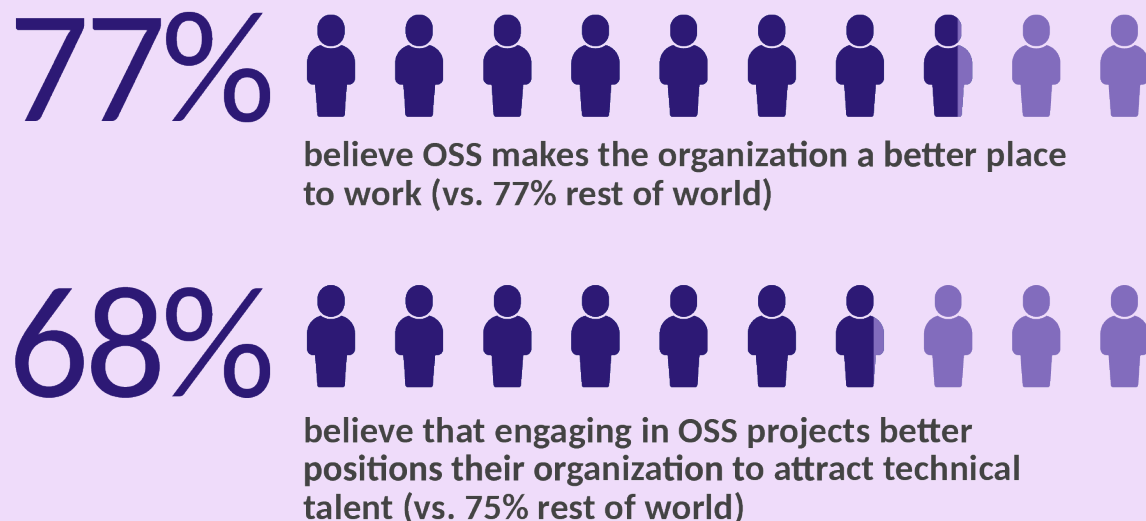 77%
believe OSS makes the organization a better place
to work (vs. 77% rest of world)
68%
believe that engaging in OSS projects better
positions their organization to attract technical
talent (vs. 75% rest of world)